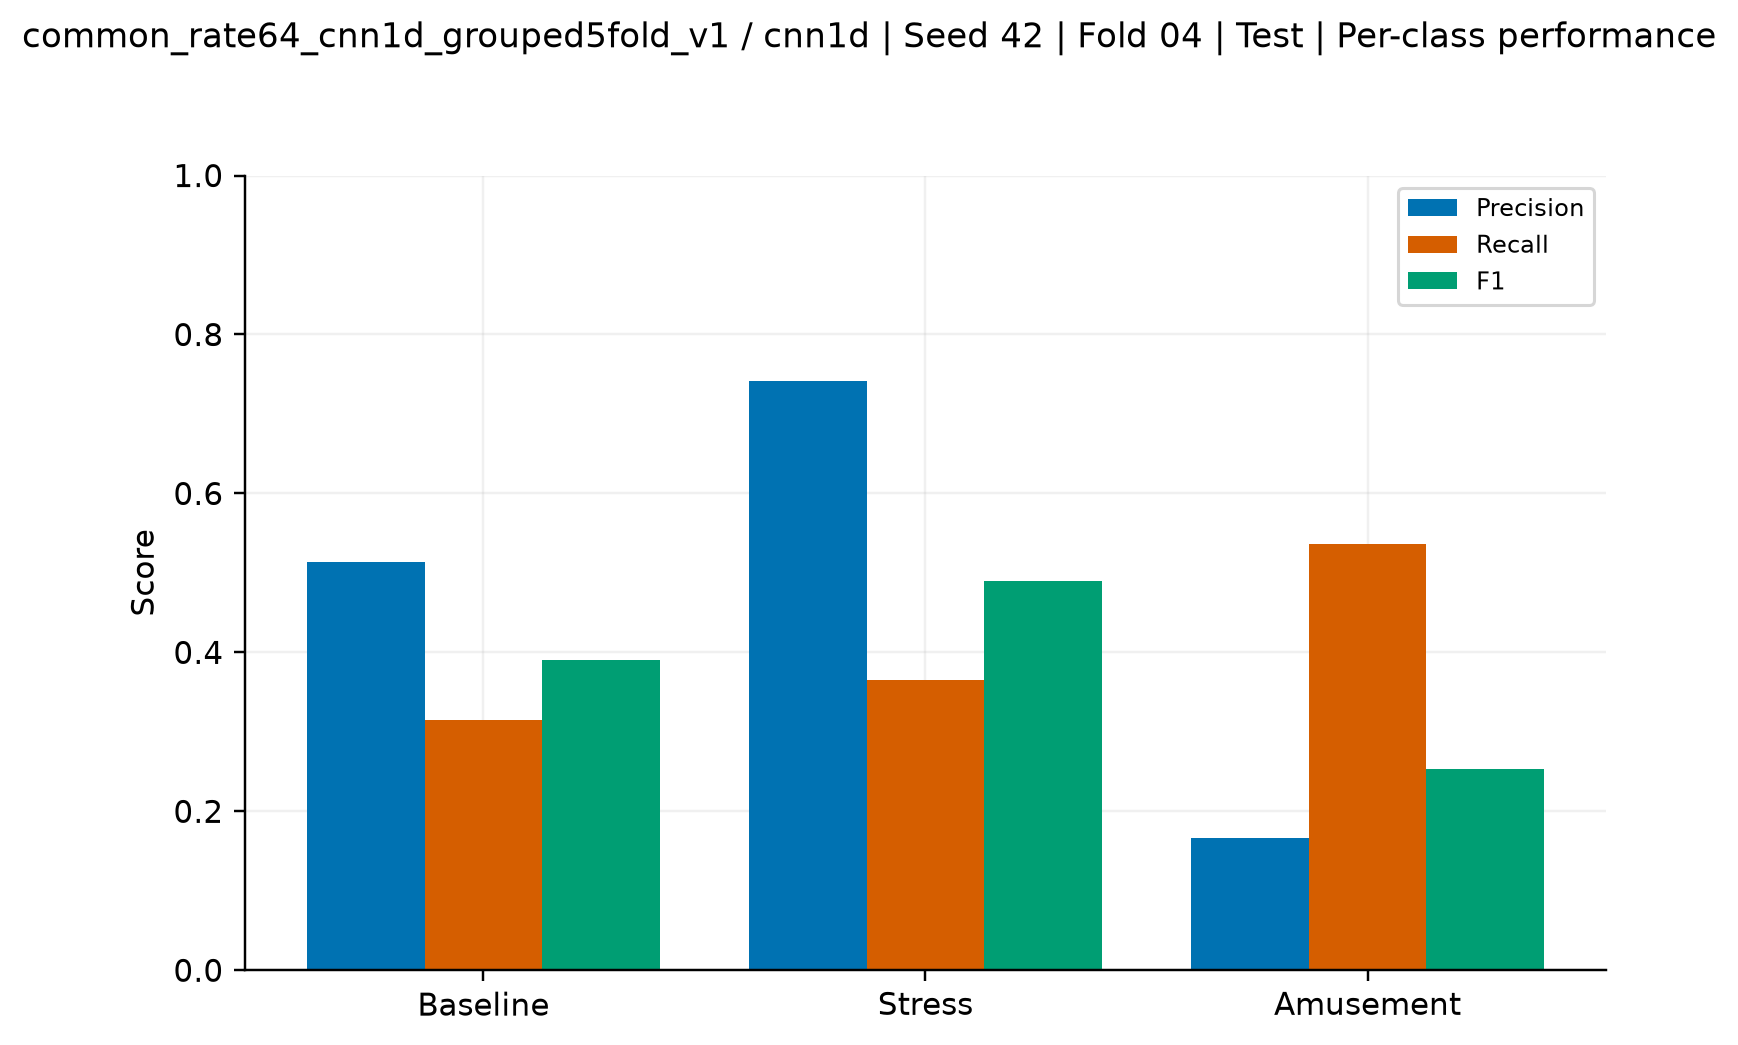 common_rate64_cnn1d_grouped5fold_v1 / cnn1d | Seed 42 | Fold 04 | Test | Per-class performance
1.0
0.8
0.6
0.4
0.2
0.0
Score
Precision
Recall
F1
Baseline
Stress
Amusement